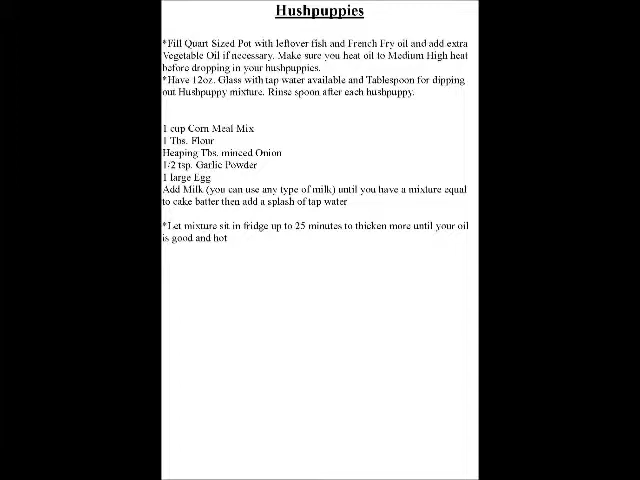 Hushpuppies
*Fill Quart Sized Pot with leftover fish and French Fry oil and add extra
Vegetable Oil if necessary. Make sure you heat oil to Medium High heat
before dropping in your hushpuppies.
*Have 12oz. Glass with tap water available and Tablespoon for dipping
out Hushpuppy mixture. Rinse spoon after each hushpuppy.
1 cup Corn Meal Mix
1 Tbs. Flour
Heaping Tbs. minced Onion
1/2 tsp. Garlic Powder
1 large Egg
Add Milk (you can use any type of milk) until you have a mixture equal
to cake batter then add a splash of tap water
*Let mixture sit in fridge up to 25 minutes to thicken more until your oil
is good and hot